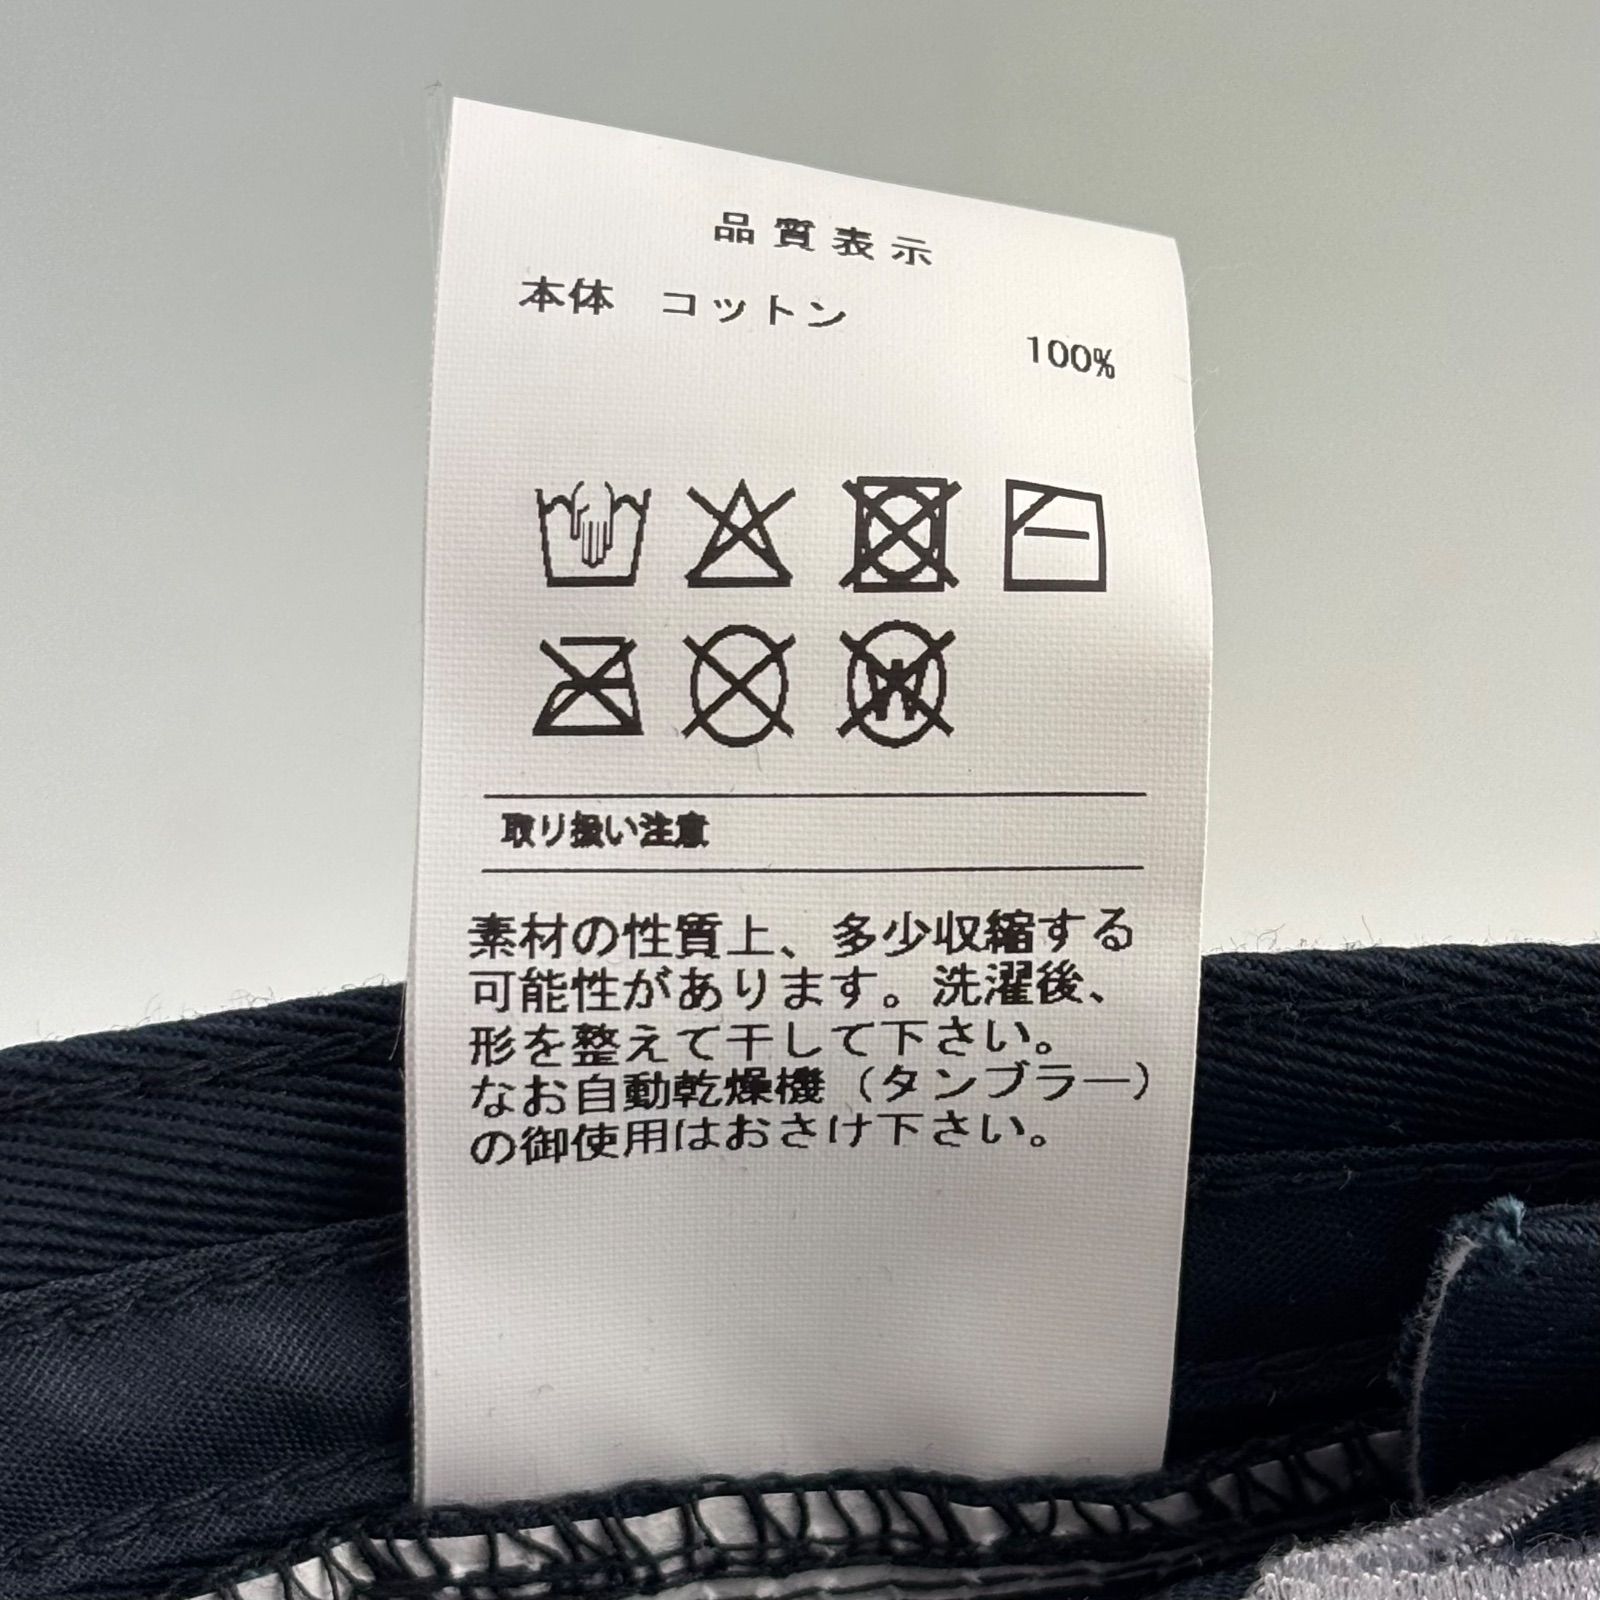 品質表示
本体 コットン
100%
取り扱い注意
素材の性質上、多少収縮する
可能性があります。洗濯後、
形を整えて干して下さい。
なお自動乾燥機(タンブラー)
の御使用はおさけ下さい。